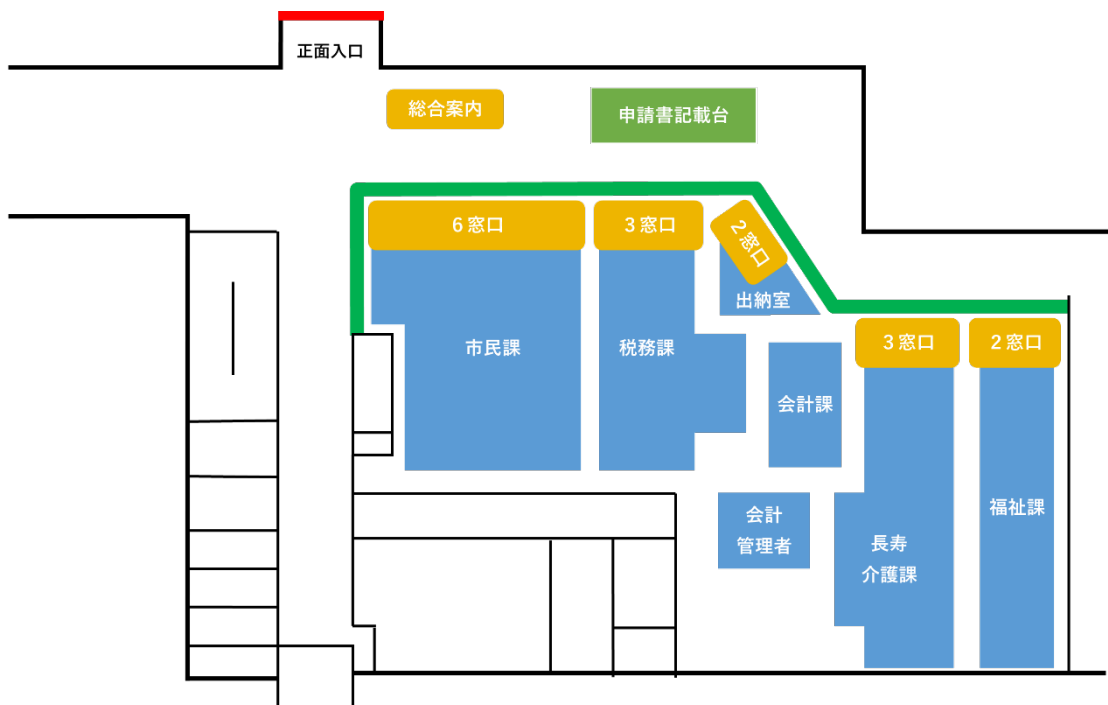 正面入口
総合案内
申請書記載台
6窓口
3窓口
2窓口
出納室
市民課
税務課
3窓口
2窓口
会計課
会計
管理者
長寿
介護課
福祉課